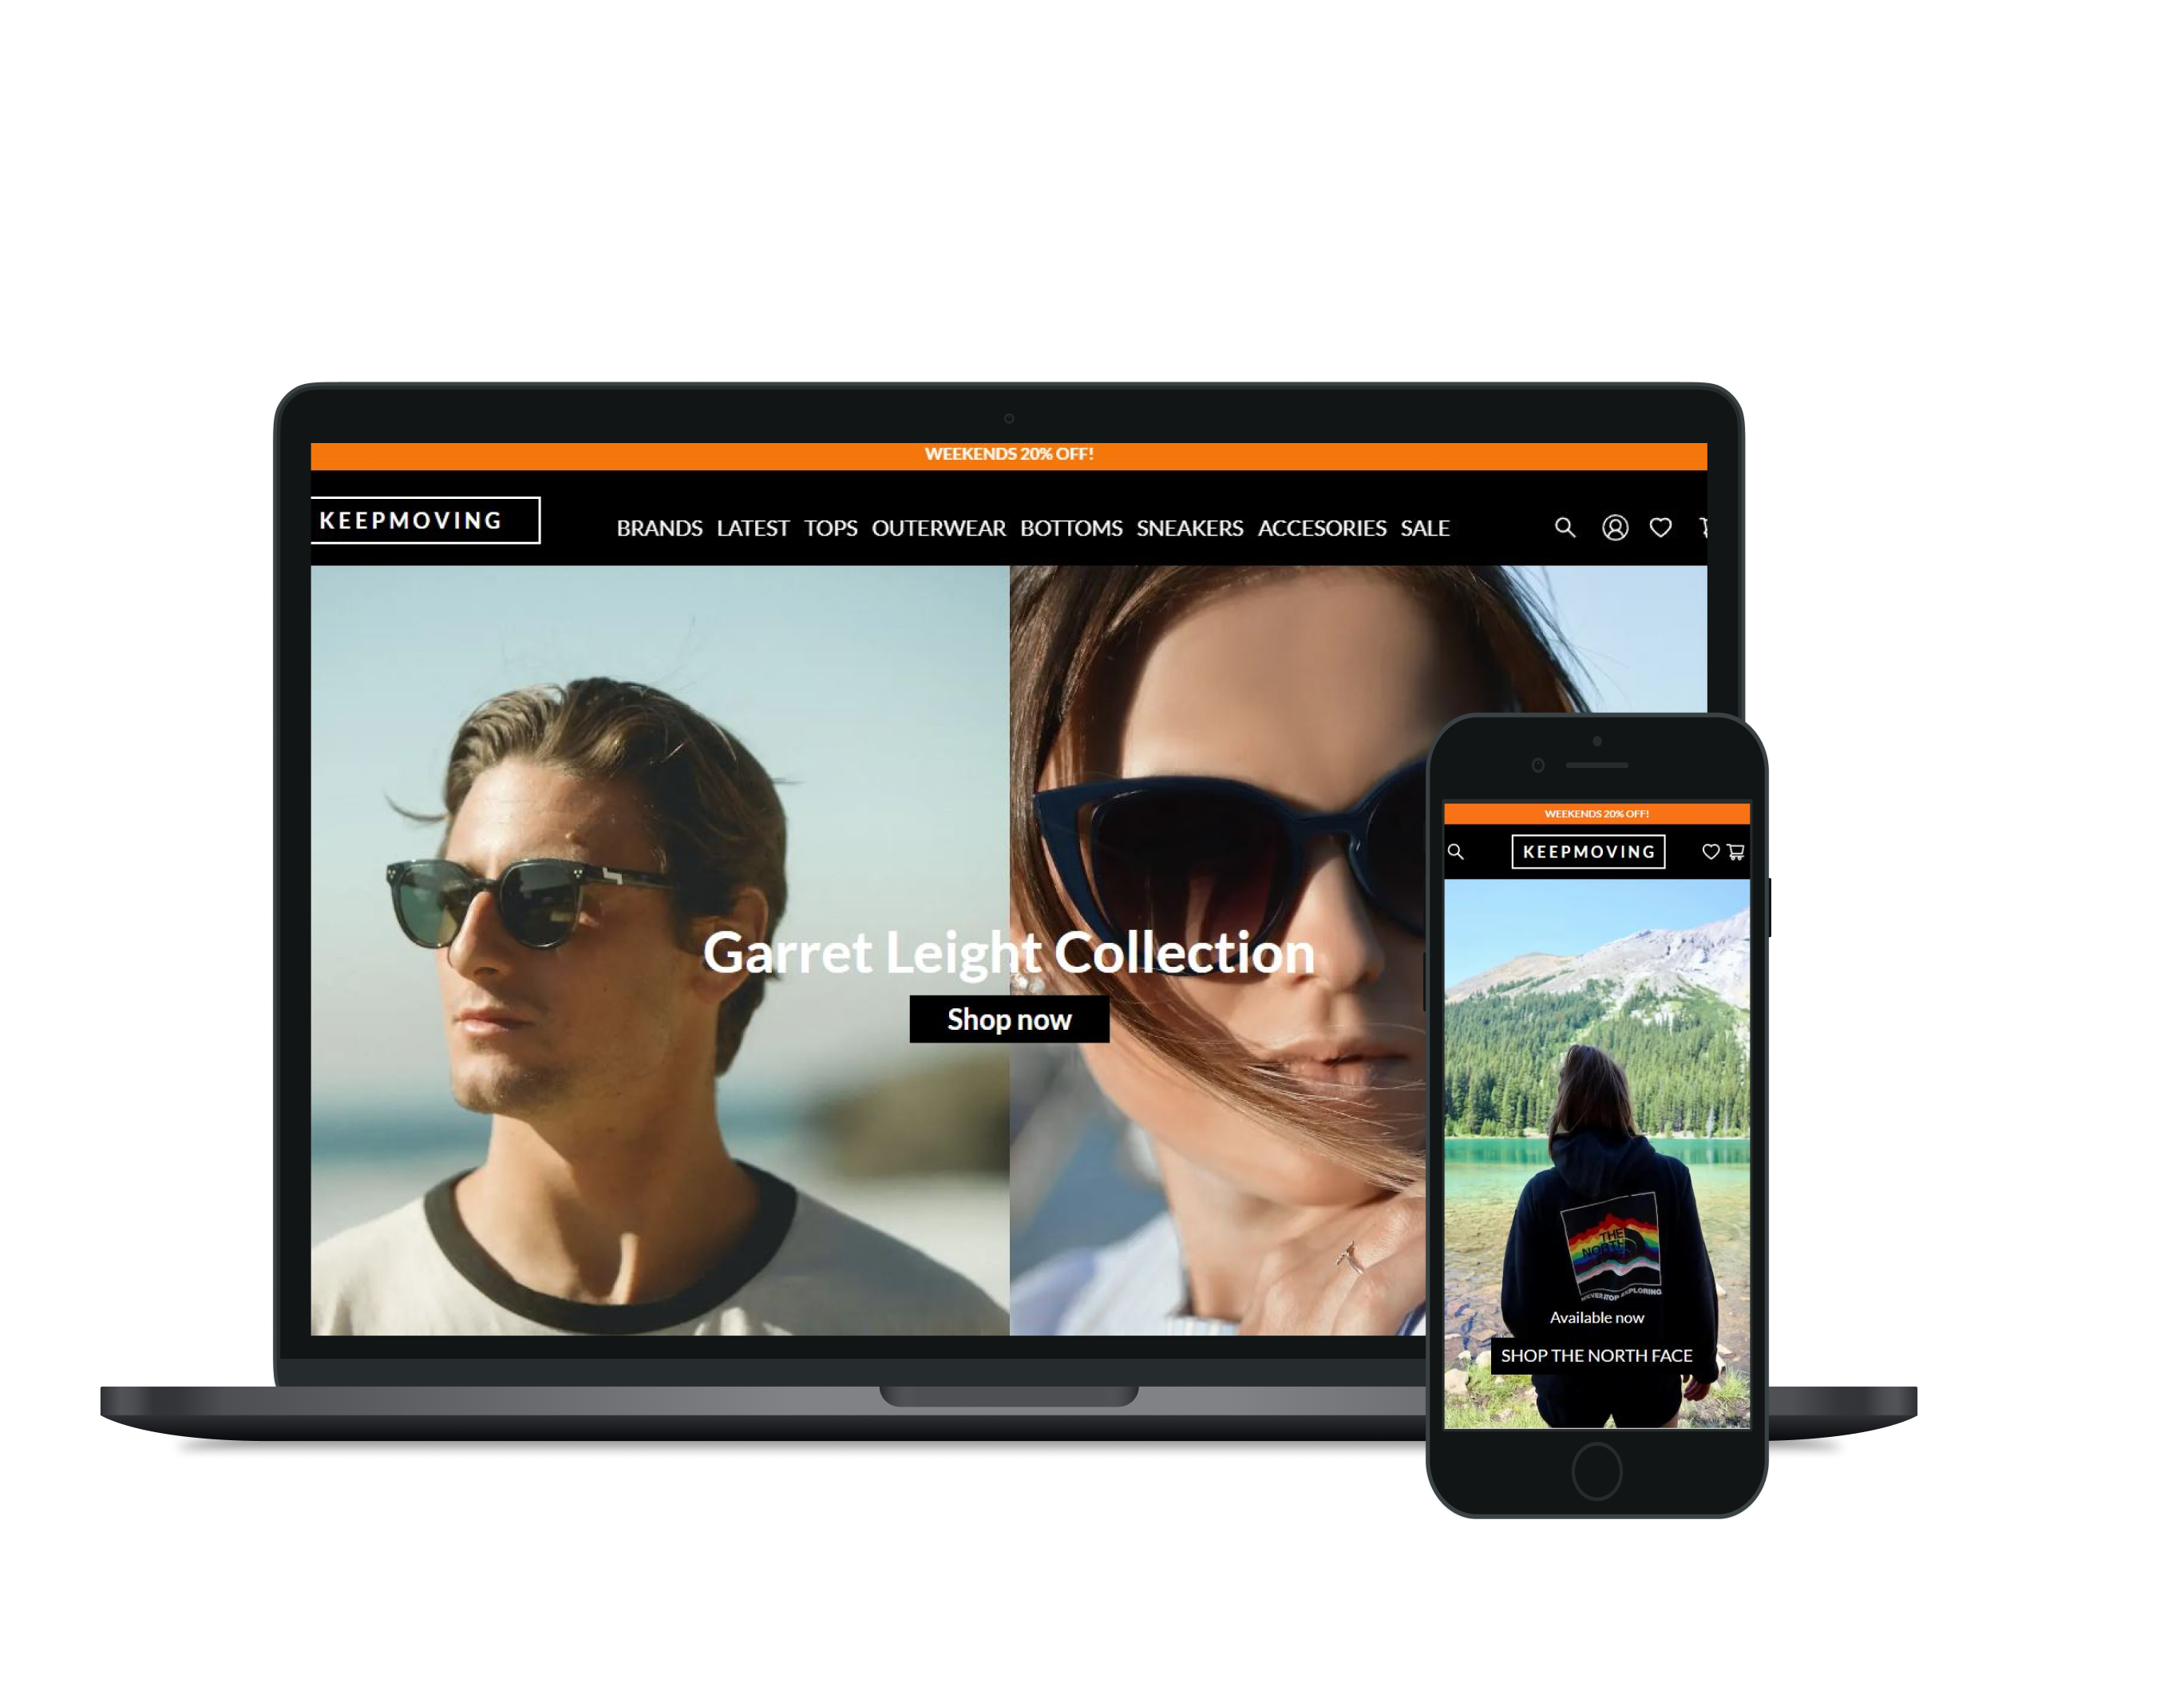 WEEKENDS 20% OFF!
KEEPMOVING
BRANDS LATEST TOPS OUTERWEAR BOTTOMS SNEAKERS ACCESORIES SALE
Garret Leight Collection
Shop now
WEEKENDS 20% OFF!
KEEPMOVING
THE
NORTH
NEVER STOP EXPLORING
Available now
SHOP THE NORTH FACE